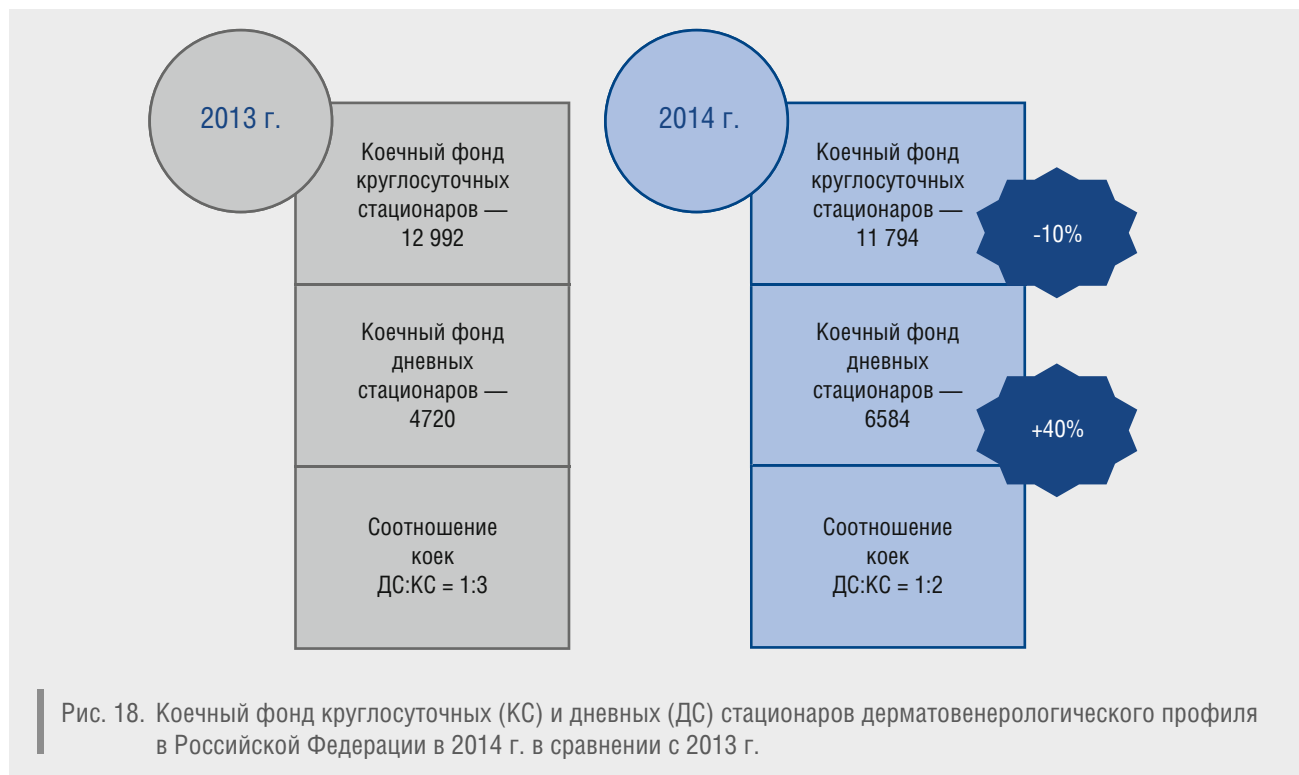 2013 г.
Коечный фонд
круглосуточных
стационаров —
12 992
Коечный фонд
дневных
стационаров —
4720
Соотношение
коек
ДС:КС = 1:3
2014 г.
Коечный фонд
круглосуточных
стационаров —
11 794
-10%
Коечный фонд
дневных
стационаров —
6584
+40%
Соотношение
коек
ДС:КС = 1:2
Рис. 18. Коечный фонд круглосуточных (КС) и дневных (ДС) стационаров дерматовенерологического профиля
в Российской Федерации в 2014 г. в сравнении с 2013 г.